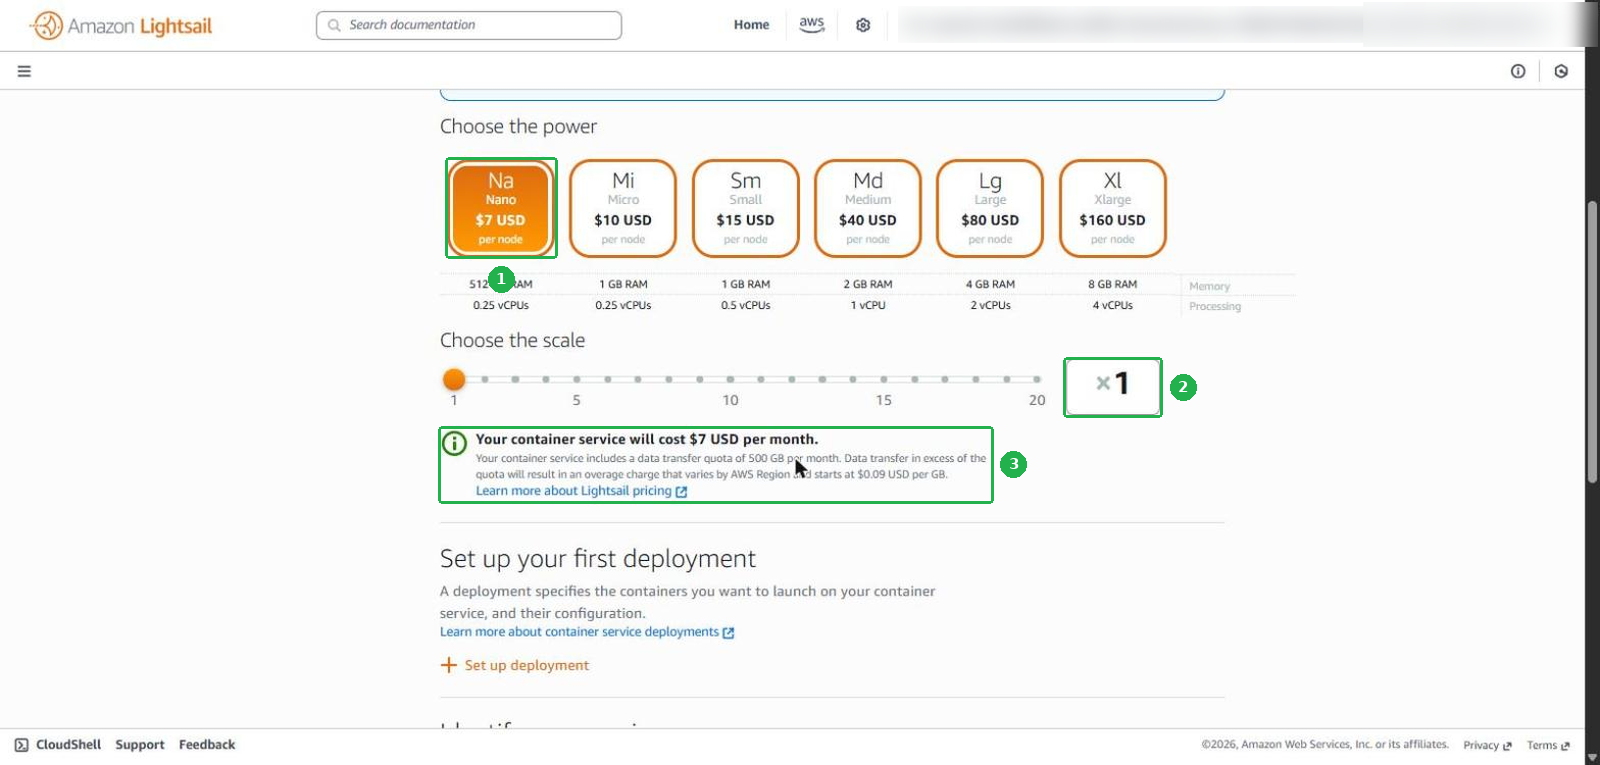 Amazon Lightsail
Search documentation
Home
aws
Choose the power
Na
Nano
$7 USD
per node
Mi
Micro
$10 USD
per node
Sm
Small
$15 USD
per node
Md
Medium
$40 USD
per node
Lg
Large
$80 USD
per node
Xl
Xlarge
$160 USD
per node
1
512 RAM 1 GB RAM 1 GB RAM 2 GB RAM 4 GB RAM 8 GB RAM Memory
0.25 vCPUs 0.25 vCPUs 0.5 vCPUs 1 vCPU 2 vCPUs 4 vCPUs Processing
Choose the scale
× 1
2
1 5 10 15 20
Your container service will cost $7 USD per month.
Your container service includes a data transfer quota of 500 GB per month. Data transfer in excess of the
quota will result in an overage charge that varies by AWS Region and starts at $0.09 USD per GB.
Learn more about Lightsail pricing
3
Set up your first deployment
A deployment specifies the containers you want to launch on your container
service, and their configuration.
Learn more about container service deployments
+ Set up deployment
CloudShell Support Feedback
©2026, Amazon Web Services, Inc. or its affiliates. Privacy Terms